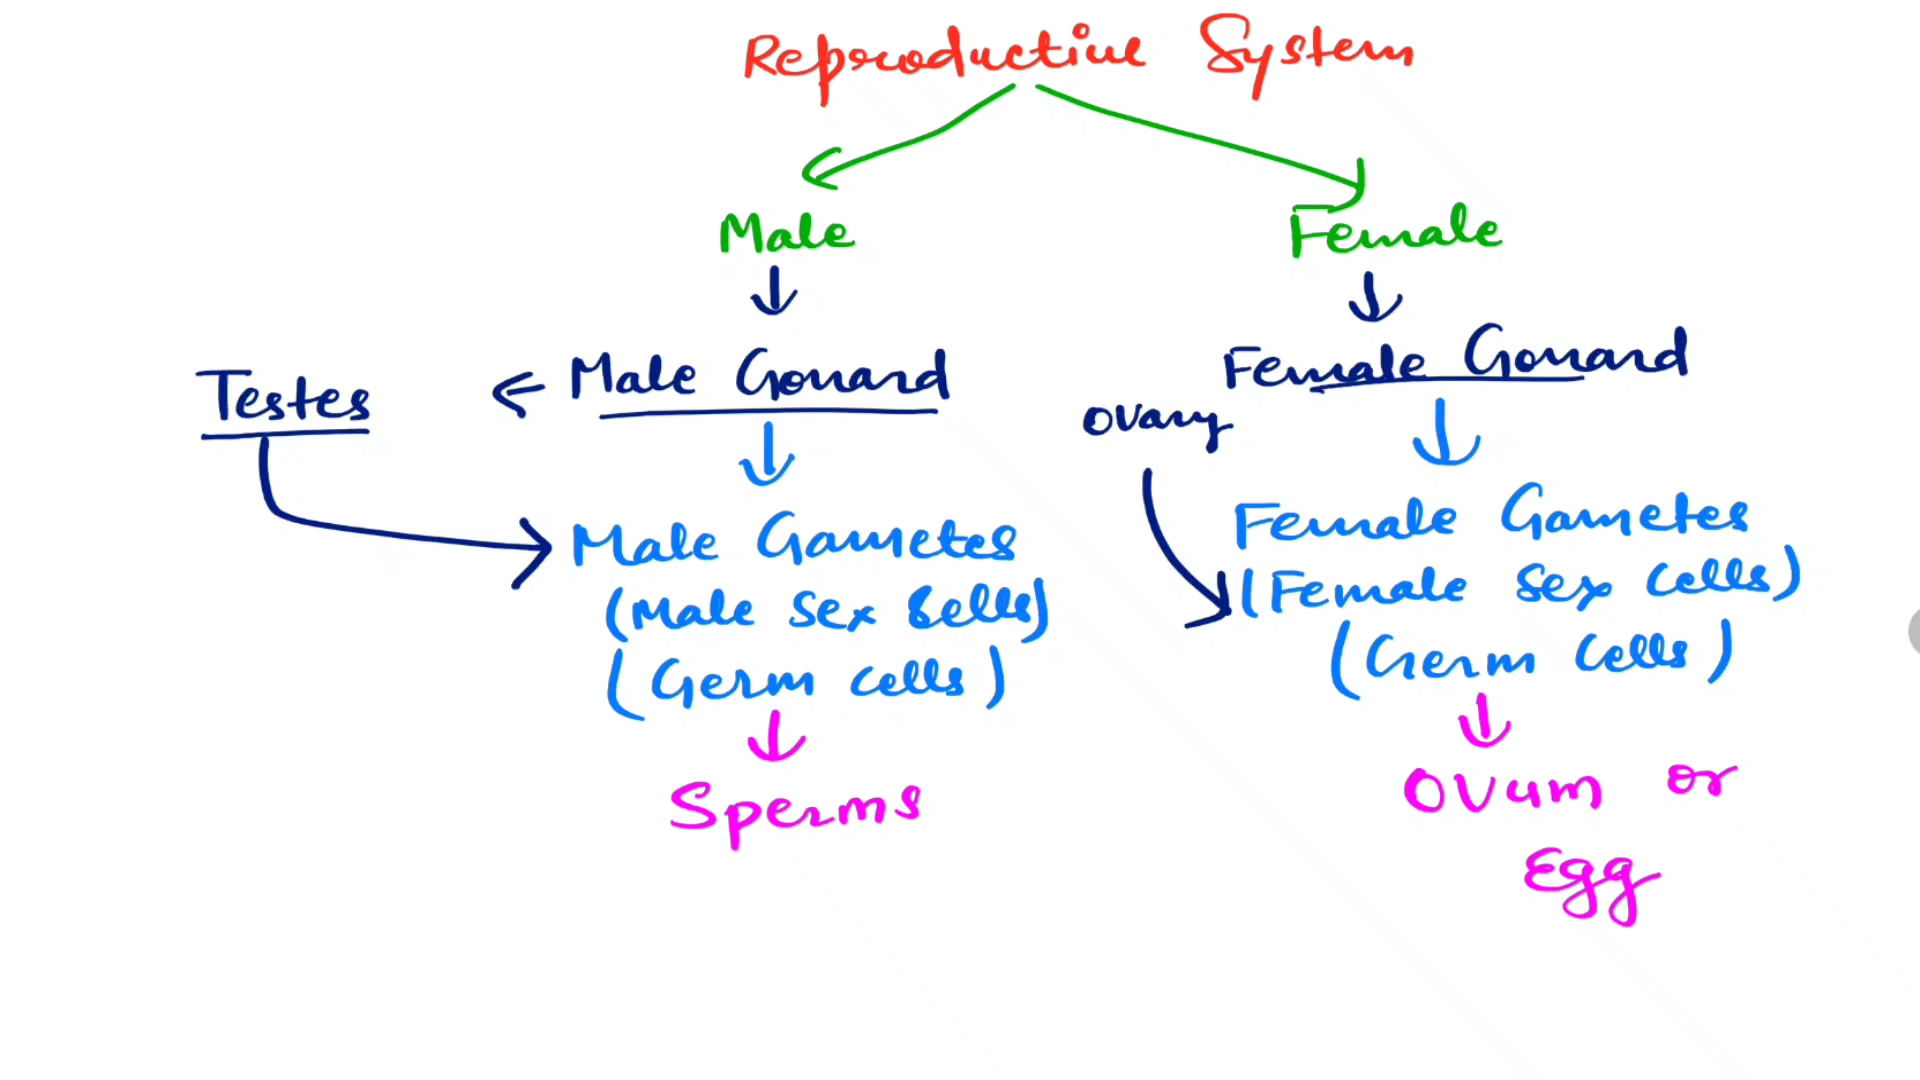 Reproductive System
Male
Female
Testes
Male Gonard
Female Gonard
Ovary
Male Gametes
(Male Sex Cells)
(Germ cells)
Female Gametes
(Female Sex Cells)
(Germ Cells)
Sperms
Ovum or
Egg